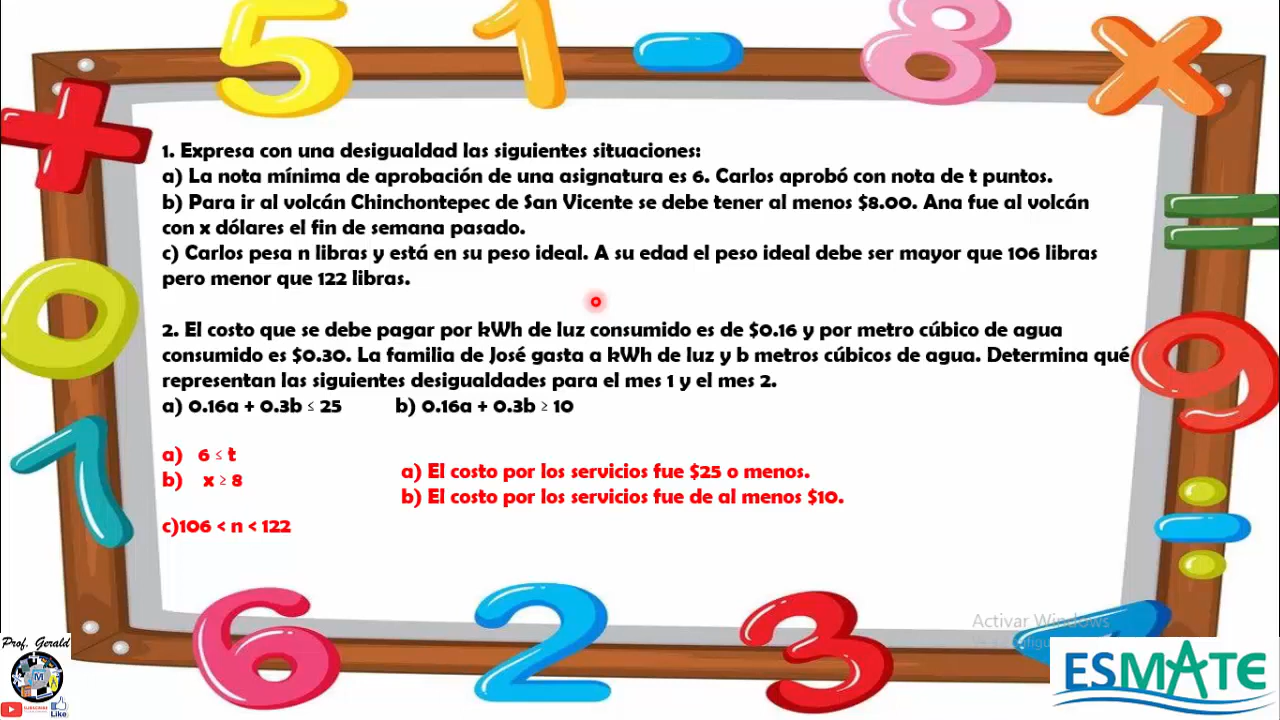 1. Expresa con una desigualdad las siguientes situaciones:
a) La nota mínima de aprobación de una asignatura es 6. Carlos aprobó con nota de t puntos.
b) Para ir al volcán Chinchontepec de San Vicente se debe tener al menos $8.00. Ana fue al volcán
con x dólares el fin de semana pasado.
c) Carlos pesa n libras y está en su peso ideal. A su edad el peso ideal debe ser mayor que 106 libras
pero menor que 122 libras.
2. El costo que se debe pagar por kWh de luz consumido es de $0.16 y por metro cúbico de agua
consumido es $0.30. La familia de José gasta a kWh de luz y b metros cúbicos de agua. Determina qué
representan las siguientes desigualdades para el mes 1 y el mes 2.
a) 0.16a + 0.3b ≤ 25 b) 0.16a + 0.3b ≥ 10
a) 6 ≤ t
b) x ≥ 8
c)106 < n < 122
a) El costo por los servicios fue $25 o menos.
b) El costo por los servicios fue de al menos $10.
Activar Windows
Prof. Gerald
M
SUBSCRIBE
Like
ESMATE